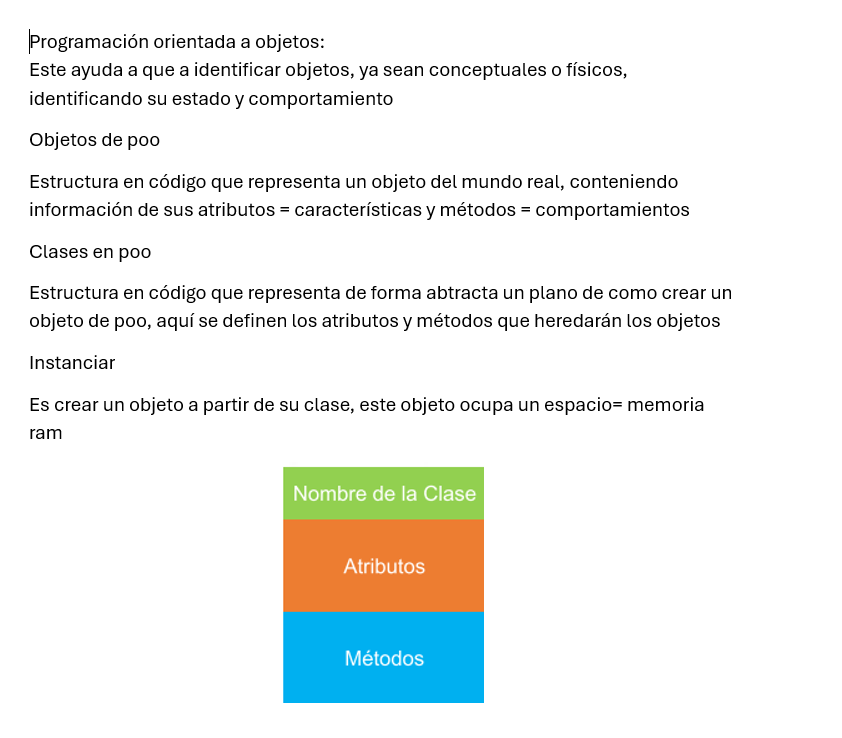 Programación orientada a objetos:
Este ayuda a que a identificar objetos, ya sean conceptuales o físicos,
identificando su estado y comportamiento
Objetos de poo
Estructura en código que representa un objeto del mundo real, conteniendo
información de sus atributos = características y métodos = comportamientos
Clases en poo
Estructura en código que representa de forma abtracta un plano de como crear un
objeto de poo, aquí se definen los atributos y métodos que heredarán los objetos
Instanciar
Es crear un objeto a partir de su clase, este objeto ocupa un espacio= memoria
ram
Nombre de la Clase
Atributos
Métodos